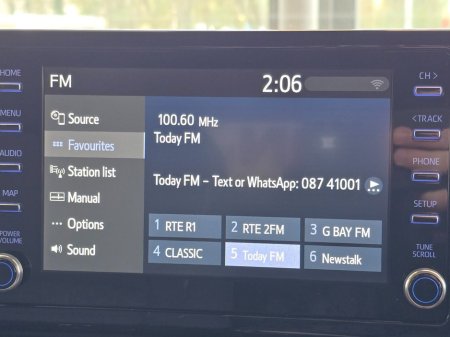 FM 2:06
HOME
MENU
AUDIO
MAP
POWER
VOLUME
Source
Favourites
Station list
Manual
Options
Sound
100.60 MHz
Today FM
Today FM – Text or WhatsApp: 087 41001
1 RTE R1
2 RTE 2FM
3 G BAY FM
4 CLASSIC
5 Today FM
6 Newstalk
CH >
<TRACK
PHONE
SETUP
TUNE
SCROLL